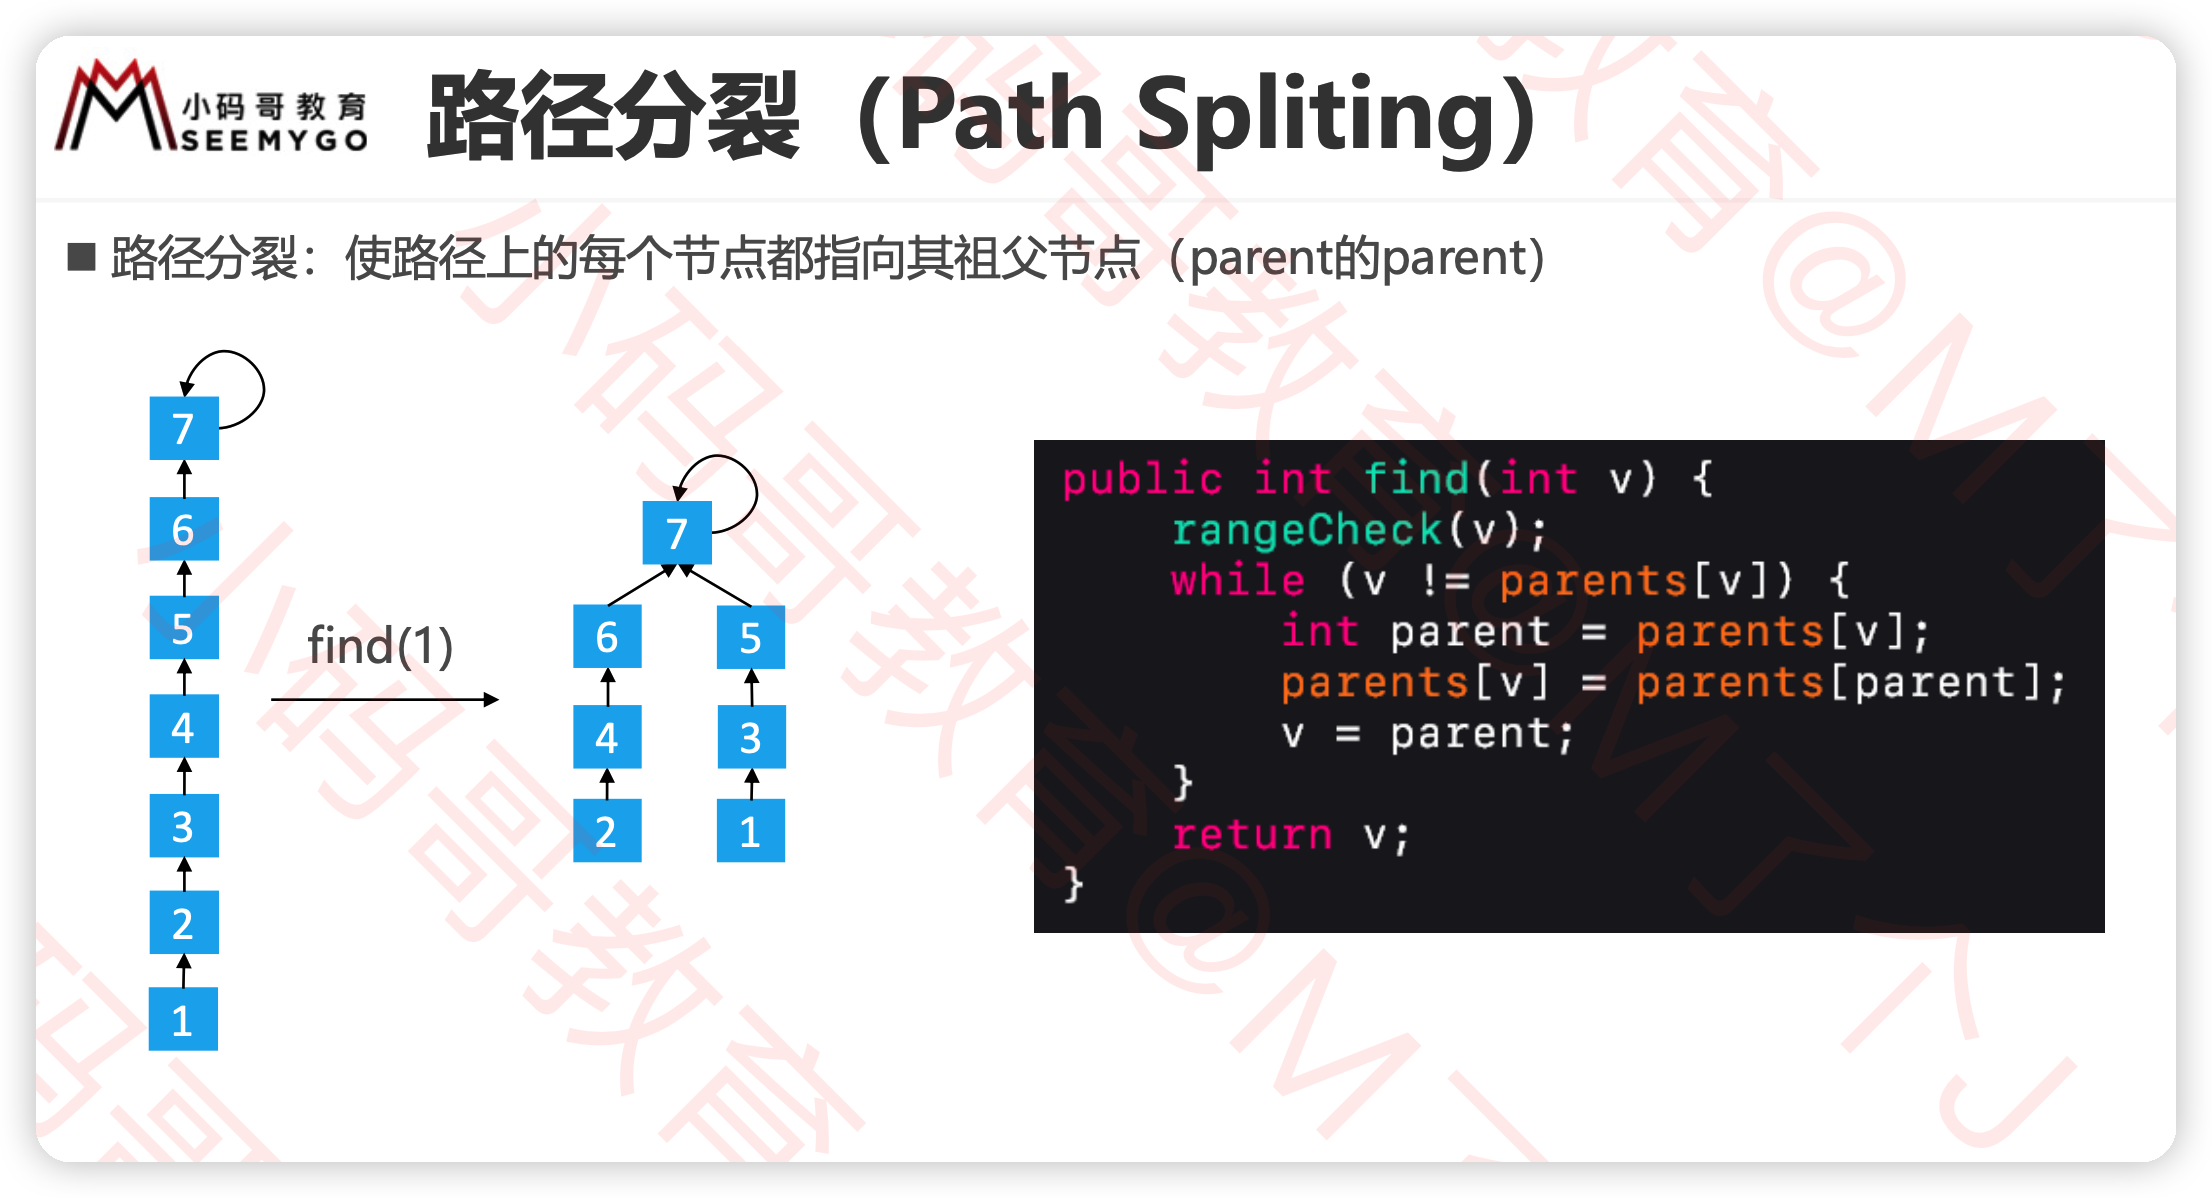 小码哥教育
SEEMYGO
路径分裂（Path Spliting）
■ 路径分裂：使路径上的每个节点都指向其祖父节点（parent的parent）
7
6
5
4
3
2
1
find(1)
7
6 5
4 3
2 1
public int find(int v) {
rangeCheck(v);
while (v != parents[v]) {
int parent = parents[v];
parents[v] = parents[parent];
v = parent;
}
return v;
}
小码哥教育@M了个J